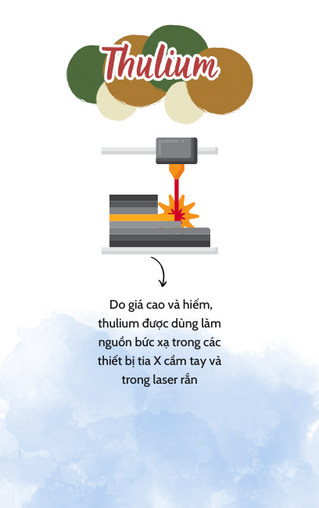 Thulium
Do giá cao và hiếm,
thulium được dùng làm
nguồn bức xạ trong các
thiết bị tia X cầm tay và
trong laser rắn